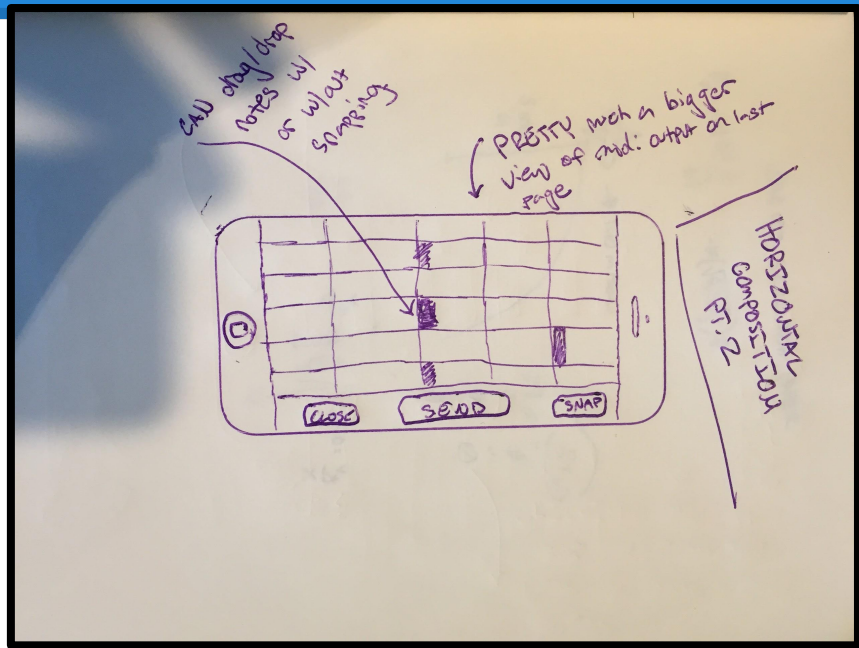 CAN drag/drop
notes w/
or w/out
snapping
PRETTY much a bigger
view of midi output on last
page
HORIZONTAL
COMPOSITION
PT. 2
CLOSE
SEND
SNAP